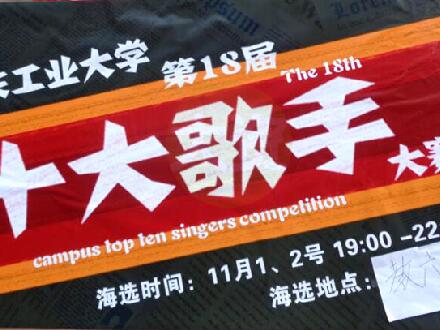 工业大学 第18届
The 18th
十大歌手
大赛
campus top ten singers competition
海选时间：11月1、2号 19:00 -22
海选地点：